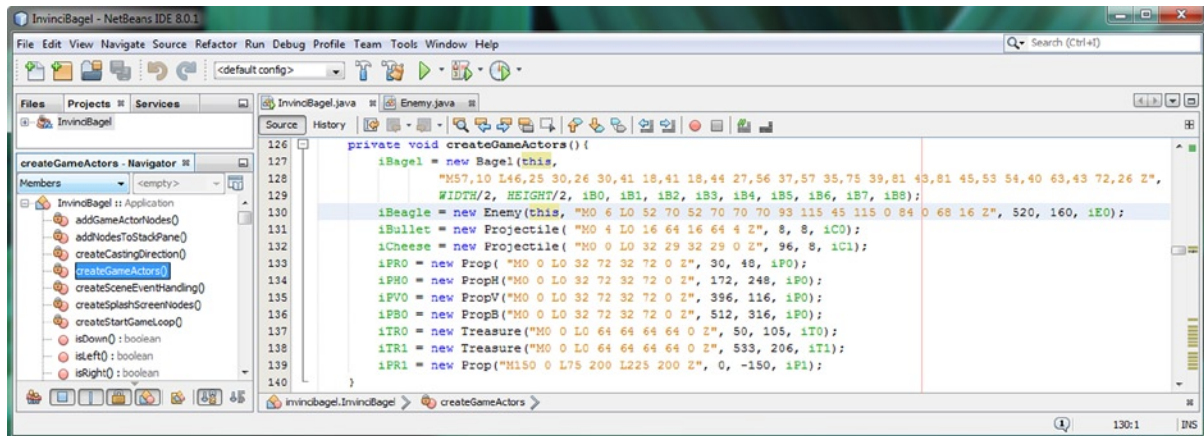 InvinciBagel - NetBeans IDE 8.0.1
File Edit View Navigate Source Refactor Run Debug Profile Team Tools Window Help
Search (Ctrl+I)
<default config>
Files Projects Services
InvinciBagel.java Enemy.java
InvinciBagel
Source History
createGameActors - Navigator
Members <empty>
InvinciBagel :: Application
addGameActorNodes()
addNodesToStackPane()
createCastingDirection()
createGameActors()
createSceneEventHandling()
createSplashScreenNodes()
createStartGameLoop()
isDown() : boolean
isLeft() : boolean
isRight() : boolean
126 private void createGameActors(){
127 iBagel = new Bagel(this,
128 "M57,10 L46,25 30,26 30,41 18,41 18,44 27,56 37,57 35,75 39,81 43,81 45,53 54,40 63,43 72,26 Z",
129 WIDTH/2, HEIGHT/2, iB0, iB1, iB2, iB3, iB4, iB5, iB6, iB7, iB8);
130 iBeagle = new Enemy(this, "M0 6 L0 52 70 52 70 70 70 93 115 45 115 0 84 0 68 16 Z", 520, 160, iE0);
131 iBullet = new Projectile( "M0 4 L0 16 64 16 64 4 Z", 8, 8, iC0);
132 iCheese = new Projectile( "M0 0 L0 32 29 32 29 0 Z", 96, 8, iC1);
133 iPR0 = new Prop( "M0 0 L0 32 72 32 72 0 Z", 30, 48, iP0);
134 iPH0 = new PropH("M0 0 L0 32 72 32 72 0 Z", 172, 248, iP0);
135 iPV0 = new PropV("M0 0 L0 32 72 32 72 0 Z", 396, 116, iP0);
136 iPB0 = new PropB("M0 0 L0 32 72 32 72 0 Z", 512, 316, iP0);
137 iTR0 = new Treasure("M0 0 L0 64 64 64 64 0 Z", 50, 105, iT0);
138 iTR1 = new Treasure("M0 0 L0 64 64 64 64 0 Z", 533, 206, iT1);
139 iPR1 = new Prop("M150 0 L75 200 L225 200 Z", 0, -150, iP1);
140 }
invincibagel.InvinciBagel createGameActors
1 130:1 INS